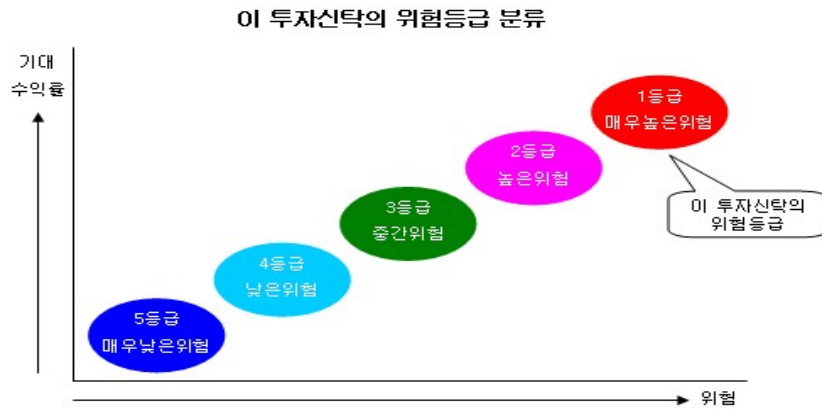 이 투자신탁의 위험등급 분류
기대
수익률
1등급
매우높은위험
2등급
높은위험
이 투자신탁의
위험등급
3등급
중간위험
4등급
낮은위험
5등급
매우낮은위험
위험